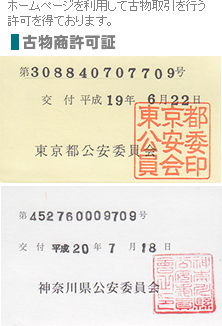 ホームページを利用して古物取引を行う
許可を得ております。
古物商許可証
第308840707709号
交 付 平成19年 6月22日
東京都公安委員会
東京都公安委員会印
第452760009709号
交 付 平成20年 7月18日
神奈川県公安委員会